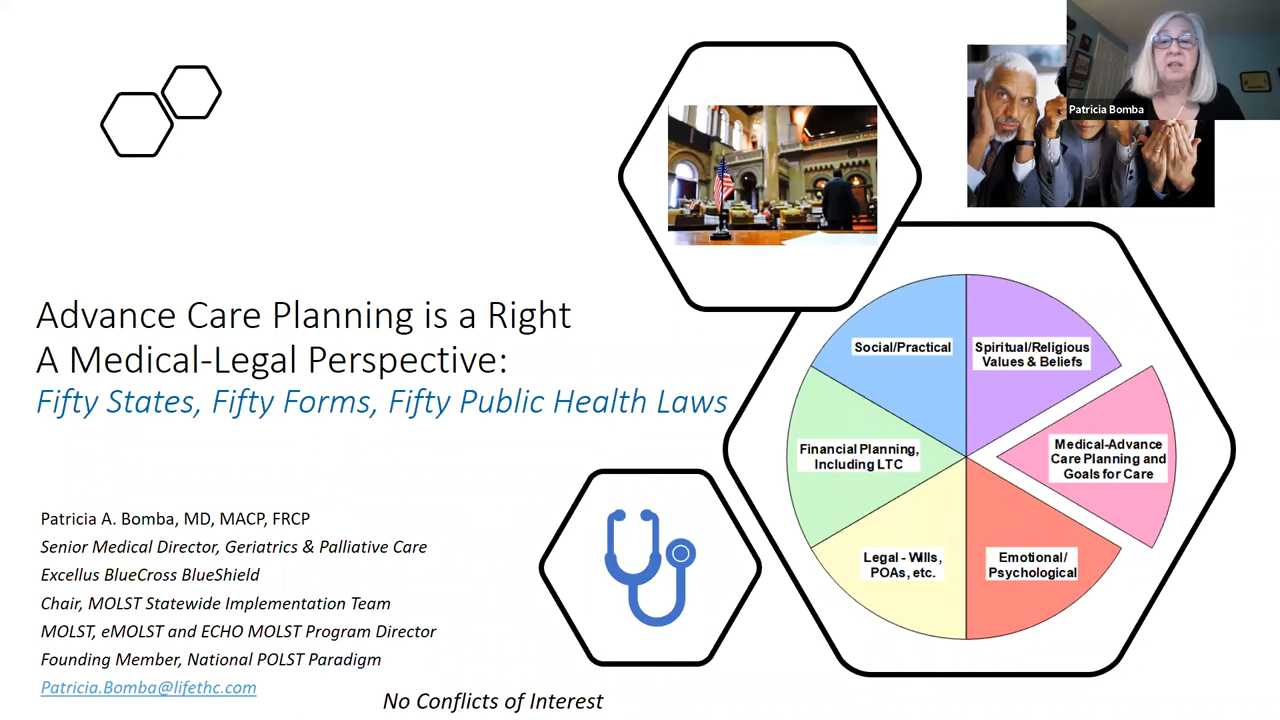 Patricia Bomba
Advance Care Planning is a Right
A Medical-Legal Perspective:
Fifty States, Fifty Forms, Fifty Public Health Laws
Social/Practical
Spiritual/Religious
Values & Beliefs
Medical-Advance
Care Planning and
Goals for Care
Financial Planning,
Including LTC
Legal - Wills,
POAs, etc.
Emotional/
Psychological
Patricia A. Bomba, MD, MACP, FRCP
Senior Medical Director, Geriatrics & Palliative Care
Excellus BlueCross BlueShield
Chair, MOLST Statewide Implementation Team
MOLST, eMOLST and ECHO MOLST Program Director
Founding Member, National POLST Paradigm
Patricia.Bomba@lifethc.com
No Conflicts of Interest